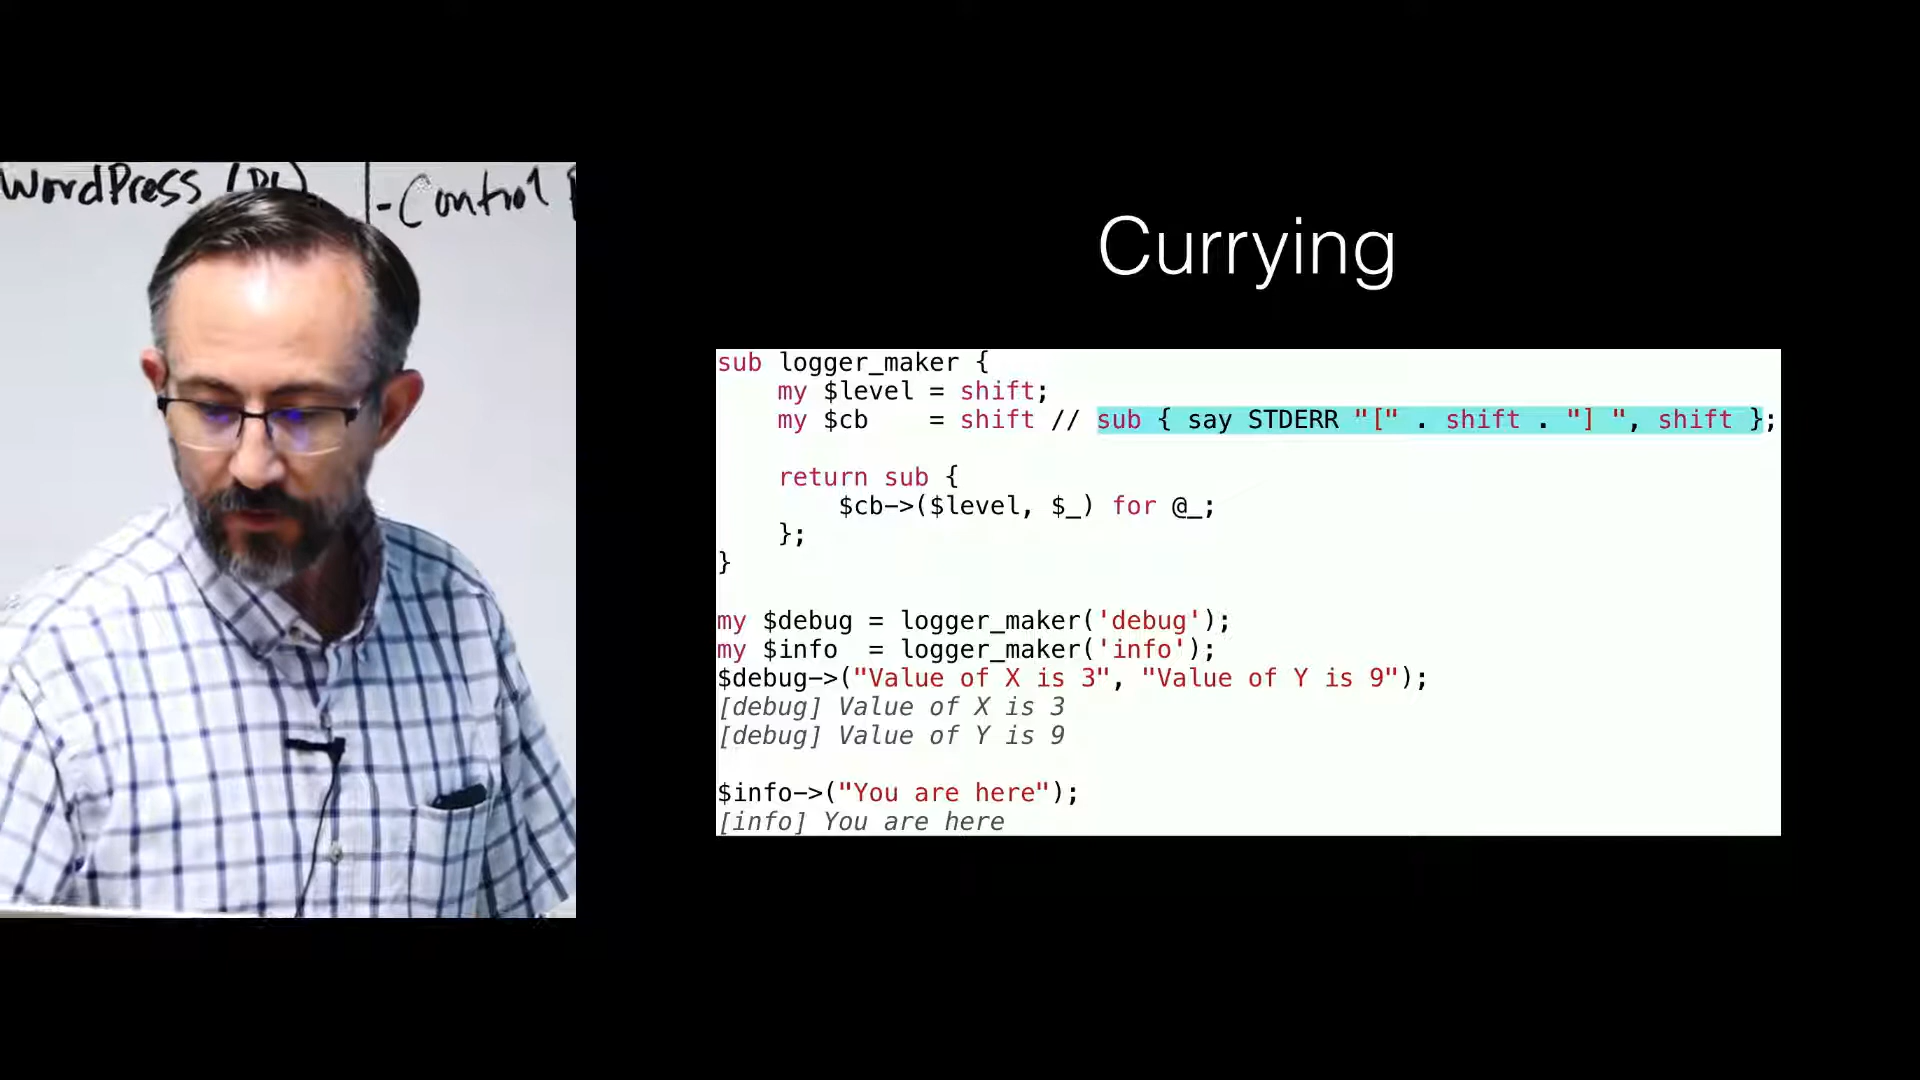 WordPress
-Control
Currying
sub logger_maker {
    my $level = shift;
    my $cb    = shift // sub { say STDERR "[" . shift . "] ", shift };
    return sub {
        $cb->($level, $_) for @_;
    };
}
my $debug = logger_maker('debug');
my $info  = logger_maker('info');
$debug->("Value of X is 3", "Value of Y is 9");
[debug] Value of X is 3
[debug] Value of Y is 9
$info->("You are here");
[info] You are here